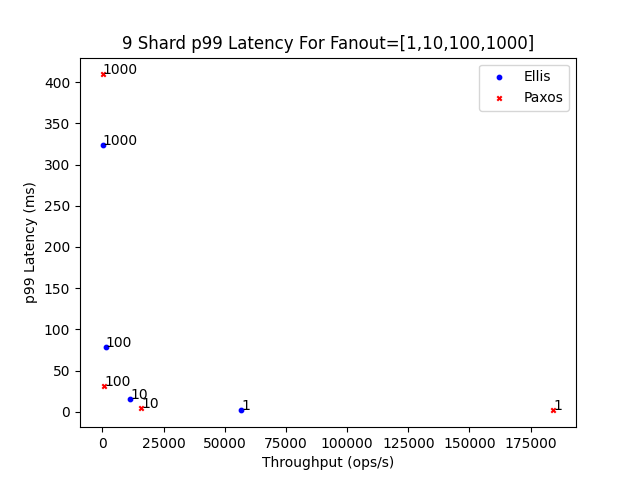 9 Shard p99 Latency For Fanout=[1,10,100,1000]
Ellis
Paxos
1000
1000
100
100
10
10
1
1
400
350
300
250
200
150
100
50
0
p99 Latency (ms)
0 25000 50000 75000 100000 125000 150000 175000
Throughput (ops/s)